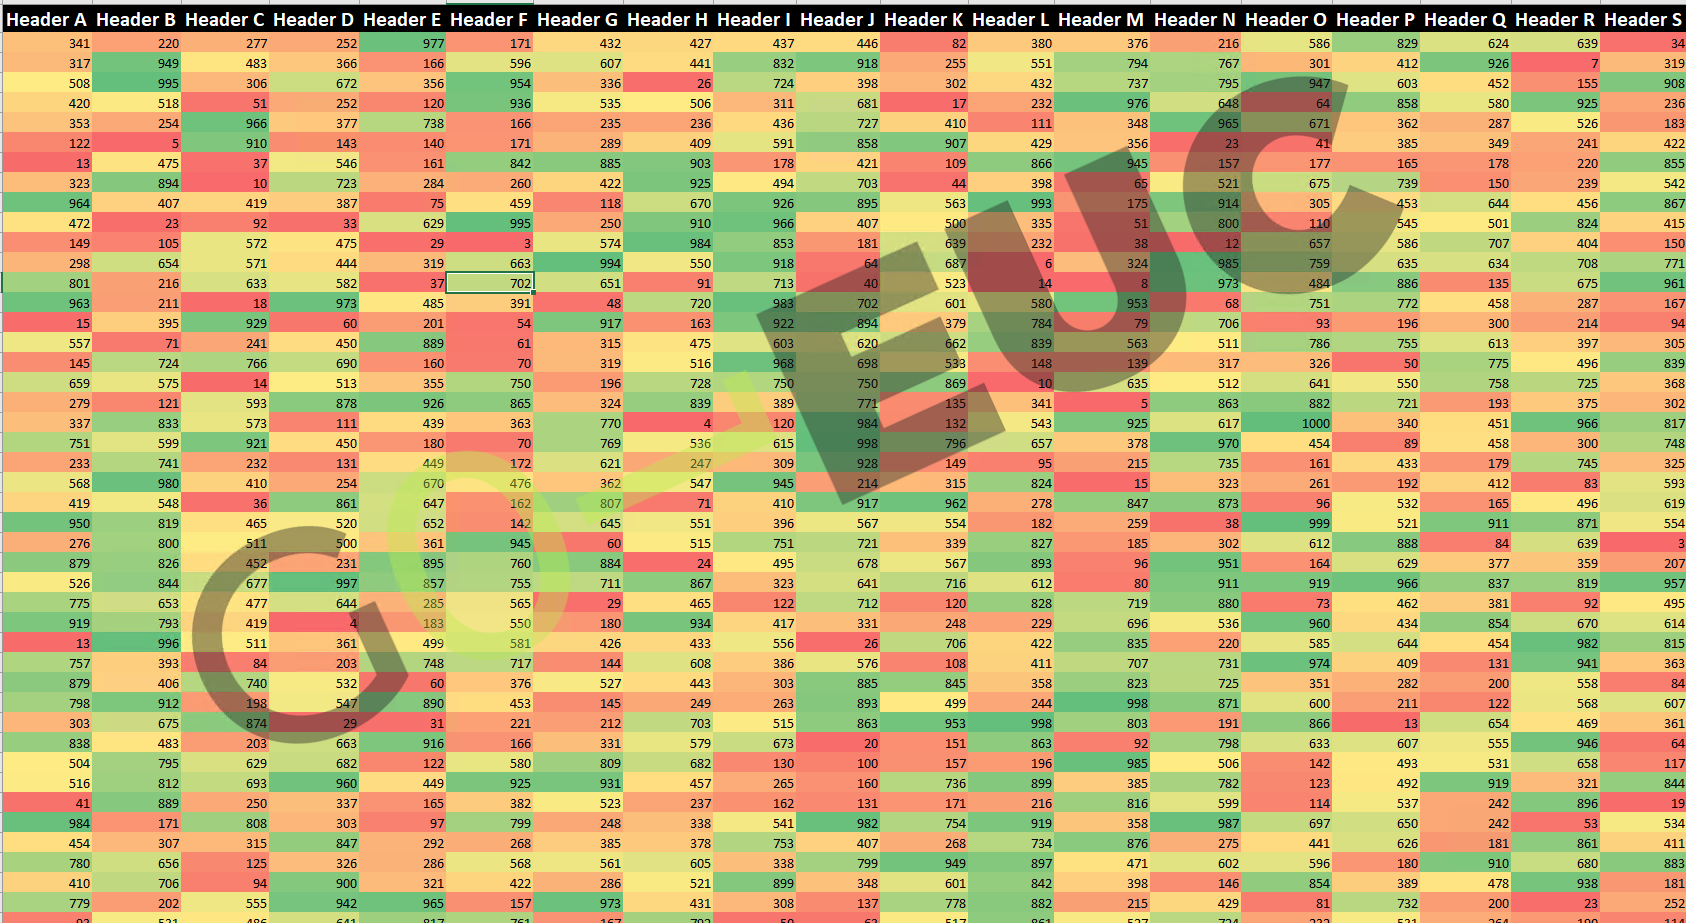 Header A Header B Header C Header D Header E Header F Header G Header H Header I Header J Header K Header L Header M Header N Header O Header P Header Q Header R Header S
341 220 277 252 977 171 432 427 437 446 82 380 376 216 586 829 624 639 34
317 949 483 366 166 596 607 441 832 918 255 551 794 767 301 412 926 7 319
508 995 306 672 356 954 336 26 724 398 302 432 737 795 947 603 452 155 908
420 518 51 252 120 936 535 506 311 681 17 232 976 648 64 858 580 925 236
353 254 966 377 738 166 235 236 436 727 410 111 348 965 671 362 287 526 183
122 5 910 143 140 171 289 409 591 858 907 429 356 23 41 385 349 241 422
13 475 37 546 161 842 885 903 178 421 109 866 945 157 177 165 178 220 855
323 894 10 723 284 260 422 925 494 703 44 398 65 521 675 739 150 239 542
964 407 419 387 75 459 118 670 926 895 563 993 175 914 305 453 644 456 867
472 23 92 33 629 995 250 910 966 407 500 335 51 800 110 545 501 824 415
149 105 572 475 29 3 574 984 853 181 639 232 38 12 657 586 707 404 150
298 654 571 444 319 663 994 550 918 64 687 6 324 985 759 635 634 708 771
801 216 633 582 37 702 651 91 713 40 523 14 8 973 484 886 135 675 961
963 211 18 973 485 391 48 720 983 702 601 580 953 68 751 772 458 287 167
15 395 929 60 201 54 917 163 922 894 379 784 79 706 93 196 300 214 94
557 71 241 450 889 61 315 475 603 620 662 839 563 511 786 755 613 397 305
145 724 766 690 160 70 319 516 968 698 533 148 139 317 326 50 775 496 839
659 575 14 513 355 750 196 728 750 750 869 10 635 512 641 550 758 725 368
279 121 593 878 926 865 324 839 389 771 135 341 5 863 882 721 193 375 302
337 833 573 111 439 363 770 4 120 984 132 543 925 617 1000 340 451 966 817
751 599 921 450 180 70 769 536 615 998 796 657 378 970 454 89 458 300 748
233 741 232 131 449 172 621 247 309 928 149 95 215 735 161 433 179 745 325
568 980 410 254 670 476 362 547 945 214 315 824 15 323 261 192 412 83 593
419 548 36 861 647 162 807 71 410 917 962 278 847 873 96 532 165 496 619
950 819 465 520 652 142 645 551 396 567 554 182 259 38 999 521 911 871 554
276 800 511 500 361 945 60 515 751 721 339 827 185 302 612 888 84 639 3
879 826 452 231 895 760 884 24 495 678 567 893 96 951 164 629 377 359 207
526 844 677 997 857 755 711 867 323 641 716 612 80 911 919 966 837 819 957
775 653 477 644 285 565 29 465 122 712 120 828 719 880 73 462 381 92 495
919 793 419 4 183 550 180 934 417 331 248 229 696 536 960 434 854 670 614
13 996 511 361 499 581 426 433 556 26 706 422 835 220 585 644 454 982 815
757 393 84 203 748 717 144 608 386 576 108 411 707 731 974 409 131 941 363
879 406 740 532 60 376 527 443 303 885 845 358 823 725 351 282 200 558 84
798 912 198 547 890 453 145 249 263 893 499 244 998 871 600 211 122 568 607
303 675 874 29 31 221 212 703 515 863 953 998 803 191 866 13 654 469 361
838 483 203 663 916 166 331 579 673 20 151 863 92 798 633 607 555 946 64
504 795 629 682 122 580 809 682 130 100 157 196 985 506 142 493 531 658 117
516 812 693 960 449 925 931 457 265 160 736 899 385 782 123 492 919 321 844
41 889 250 337 165 382 523 237 162 131 171 216 816 599 114 537 242 896 19
984 171 808 303 97 799 248 338 541 982 754 919 358 987 697 650 242 53 534
454 307 315 847 292 268 385 378 753 407 268 734 876 275 441 626 181 861 411
780 656 125 326 286 568 561 605 338 799 949 897 471 602 596 180 910 680 883
410 706 94 900 321 422 286 521 899 348 601 842 398 146 854 389 478 938 181
779 202 555 942 965 157 973 431 308 137 778 882 215 429 81 732 200 23 252
GO-EUC